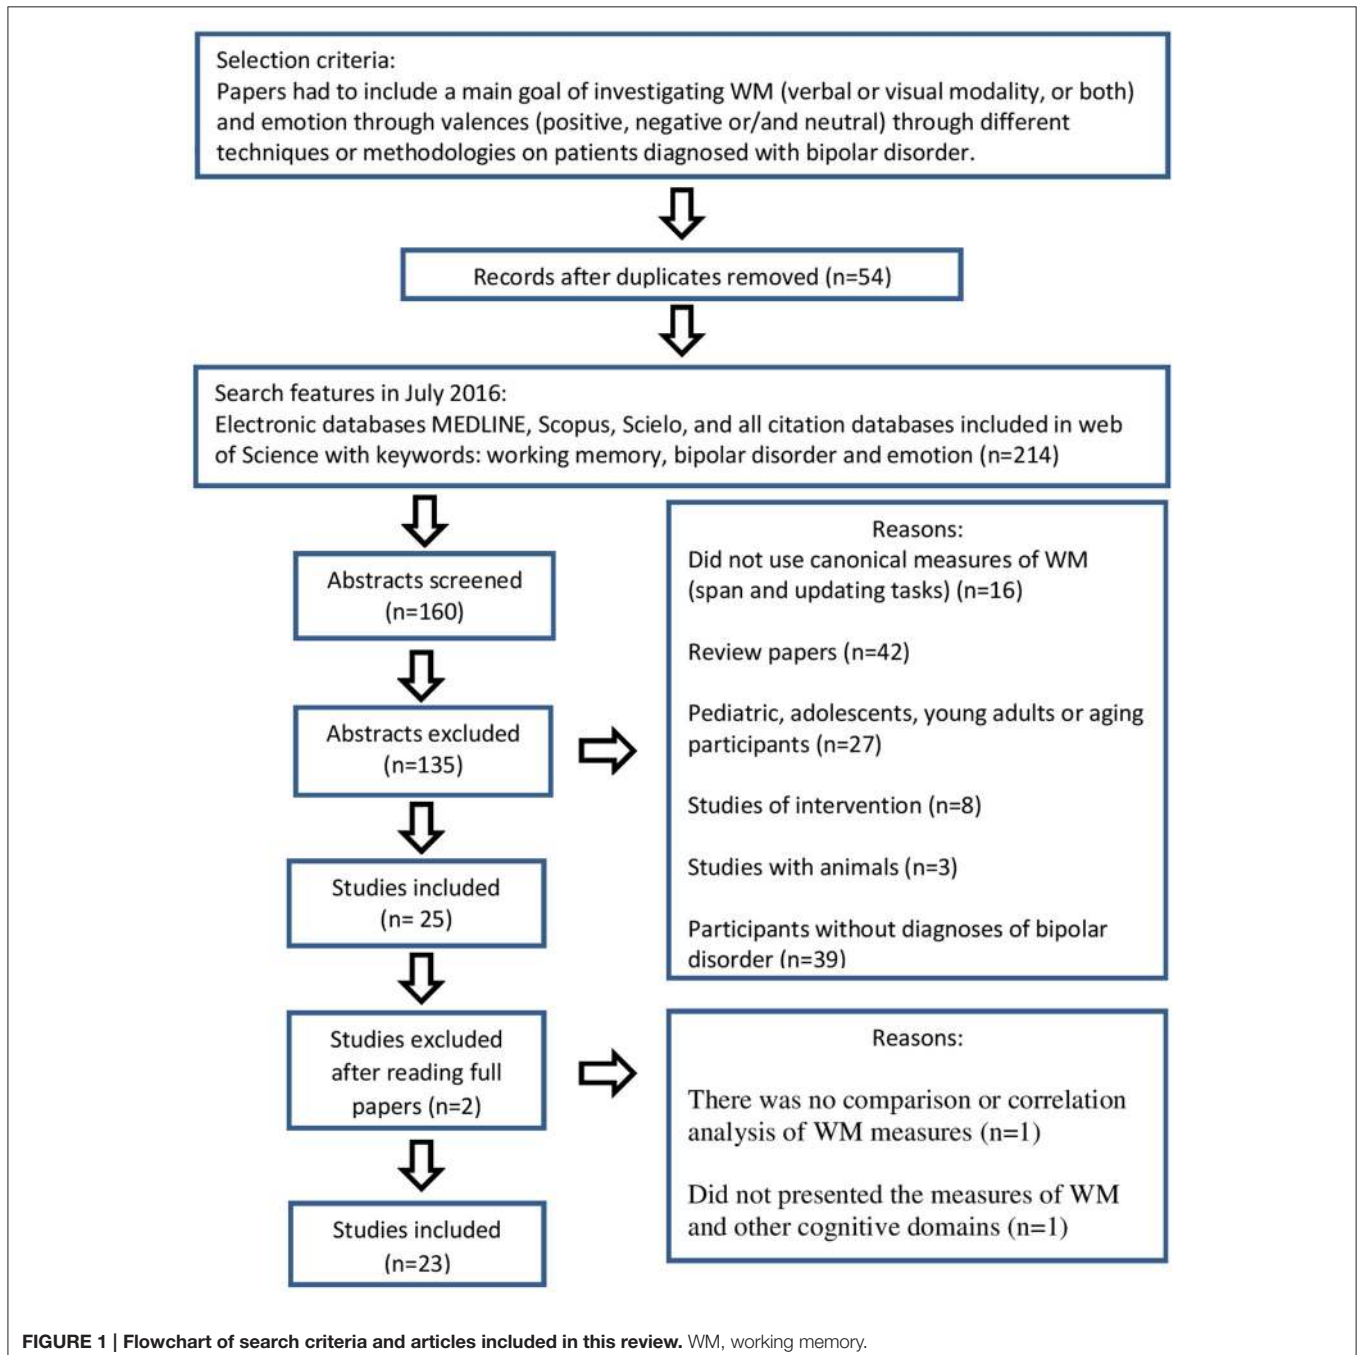 Selection criteria:
Papers had to include a main goal of investigating WM (verbal or visual modality, or both)
and emotion through valences (positive, negative or/and neutral) through different
techniques or methodologies on patients diagnosed with bipolar disorder.
Records after duplicates removed (n=54)
Search features in July 2016:
Electronic databases MEDLINE, Scopus, Scielo, and all citation databases included in web
of Science with keywords: working memory, bipolar disorder and emotion (n=214)
Abstracts screened
(n=160)
Abstracts excluded
(n=135)
Reasons:
Did not use canonical measures of WM
(span and updating tasks) (n=16)
Review papers (n=42)
Pediatric, adolescents, young adults or aging
participants (n=27)
Studies of intervention (n=8)
Studies with animals (n=3)
Participants without diagnoses of bipolar
disorder (n=39)
Studies included
(n= 25)
Studies excluded
after reading full
papers (n=2)
Reasons:
There was no comparison or correlation
analysis of WM measures (n=1)
Did not presented the measures of WM
and other cognitive domains (n=1)
Studies included
(n=23)
FIGURE 1 | Flowchart of search criteria and articles included in this review. WM, working memory.